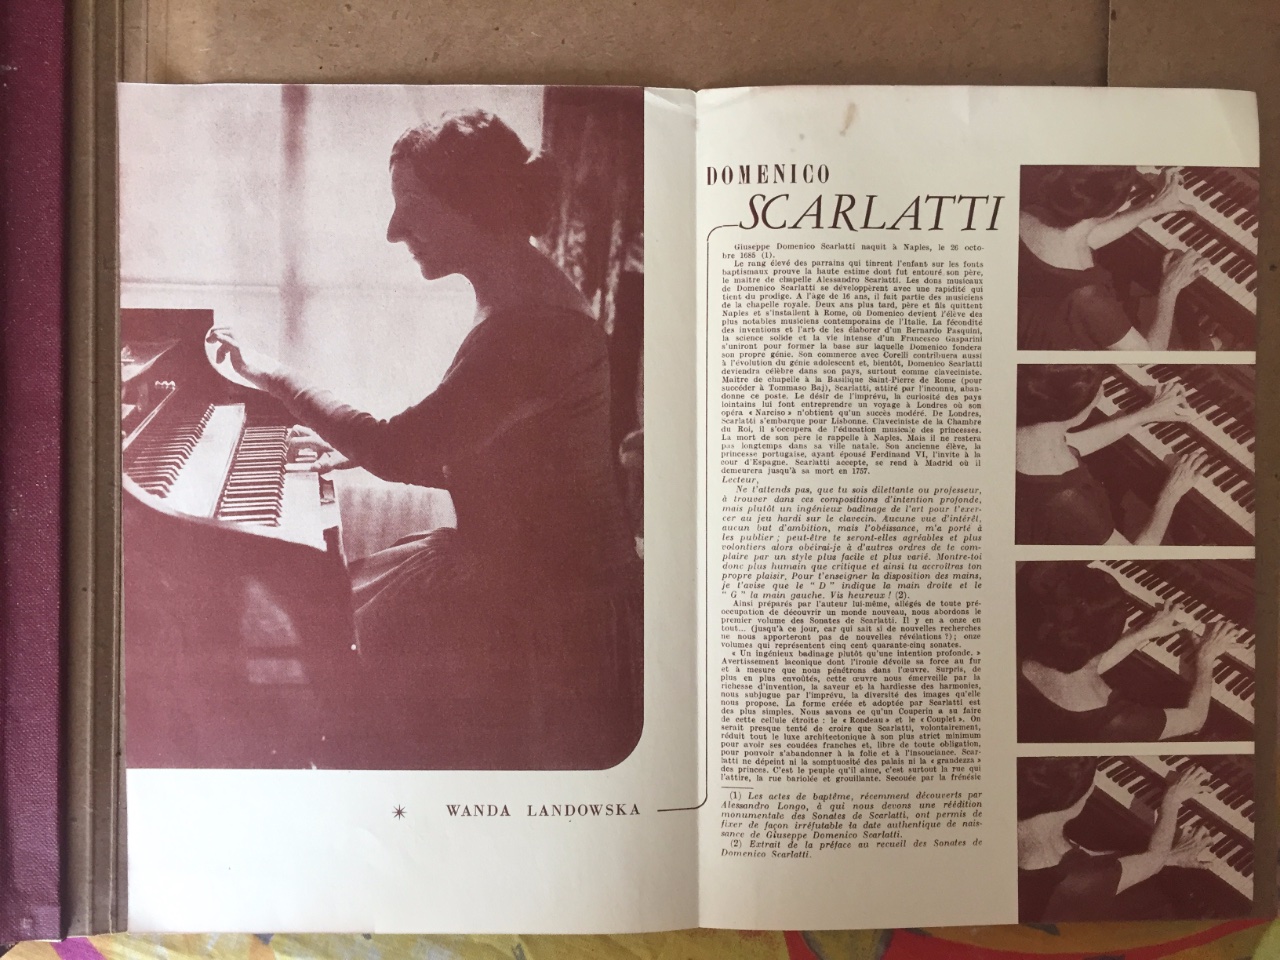 DOMENICO
SCARLATTI
Giuseppe Domenico Scarlatti naquit à Naples, le 26 octo-
bre 1685 (1).
Le rang élevé des parrains qui tinrent l'enfant sur les fonts
baptismaux prouve la haute estime dont fut entouré son père,
le maître de chapelle Alessandro Scarlatti. Les dons musicaux
de Domenico Scarlatti se développèrent avec une rapidité qui
tient du prodige. A l'âge de 16 ans, il fait partie des musiciens
de la chapelle royale. Deux ans plus tard, père et fils quittent
Naples et s'installent à Rome, où Domenico devient l'élève des
plus notables musiciens contemporains de l'Italie. La fécondité
des inventions et l'art de les élaborer d'un Bernardo Pasquini,
la science solide et la vie intense d'un Francesco Gasparini
s'uniront pour former la base sur laquelle Domenico fondera
son propre génie. Son commerce avec Corelli contribuera aussi
à l'évolution du génie adolescent et, bientôt, Domenico Scarlatti
deviendra célèbre dans son pays, surtout comme claveciniste.
Maître de chapelle à la Basilique Saint-Pierre de Rome (pour
succéder à Tommaso Baj), Scarlatti, attiré par l'inconnu, aban-
donne ce poste. Le désir de l'imprévu, la curiosité des pays
lointains lui font entreprendre un voyage à Londres où son
opéra « Narciso » n'obtient qu'un succès modéré. De Londres,
Scarlatti s'embarque pour Lisbonne. Claveciniste de la Chambre
du Roi, il s'occupera de l'éducation musicale des princesses.
La mort de son père le rappelle à Naples. Mais il ne restera
pas longtemps dans sa ville natale. Son ancienne élève, la
princesse portugaise, ayant épousé Ferdinand VI, l'invite à la
cour d'Espagne. Scarlatti accepte, se rend à Madrid où il
demeurera jusqu'à sa mort en 1757.
Lecteur,
Ne t'attends pas, que tu sois dilettante ou professeur,
à trouver dans ces compositions d'intention profonde,
mais plutôt un ingénieux badinage de l'art pour t'exer-
cer au jeu hardi sur le clavecin. Aucune vue d'intérêt,
aucun but d'ambition, mais l'obéissance, m'a porté à
les publier ; peut-être te seront-elles agréables et plus
volontiers alors obéirai-je à d'autres ordres de te com-
plaire par un style plus facile et plus varié. Montre-toi
donc plus humain que critique et ainsi tu accroîtras ton
propre plaisir. Pour t'enseigner la disposition des mains,
je t'avise que le " D " indique la main droite et le
" G " la main gauche. Vis heureux ! (2).
Ainsi préparés par l'auteur lui-même, allégés de toute pré-
occupation de découvrir un monde nouveau, nous abordons le
premier volume des Sonates de Scarlatti. Il y en a onze en
tout... (jusqu'à ce jour, car qui sait si de nouvelles recherches
ne nous apporteront pas de nouvelles révélations ?) ; onze
volumes qui représentent cinq cent quarante-cinq sonates.
« Un ingénieux badinage plutôt qu'une intention profonde. »
Avertissement laconique dont l'ironie dévoile sa force au fur
et à mesure que nous pénétrons dans l'œuvre. Surpris, de
plus en plus envoûtés, cette œuvre nous émerveille par la
richesse d'invention, la saveur et la hardiesse des harmonies,
nous subjugue par l'imprévu, la diversité des images qu'elle
nous propose. La forme créée et adoptée par Scarlatti est
des plus simples. Nous savons ce qu'un Couperin a su faire
de cette cellule étroite : le « Rondeau » et le « Couplet ». On
serait presque tenté de croire que Scarlatti, volontairement,
réduit tout le luxe architectonique à son plus strict minimum
pour avoir ses coudées franches et, libre de toute obligation,
pour pouvoir s'abandonner à la folie et à l'insouciance. Scar-
latti ne dépeint ni la somptuosité des palais ni la « grandezza »
des princes. C'est le peuple qu'il aime, c'est surtout la rue qui
l'attire, la rue bariolée et grouillante. Secouée par la frénésie
(1) Les actes de baptême, récemment découverts par
Alessandro Longo, à qui nous devons une réédition
monumentale des Sonates de Scarlatti, ont permis de
fixer de façon irréfutable la date authentique de nais-
sance de Giuseppe Domenico Scarlatti.
(2) Extrait de la préface au recueil des Sonates de
Domenico Scarlatti.
* WANDA LANDOWSKA